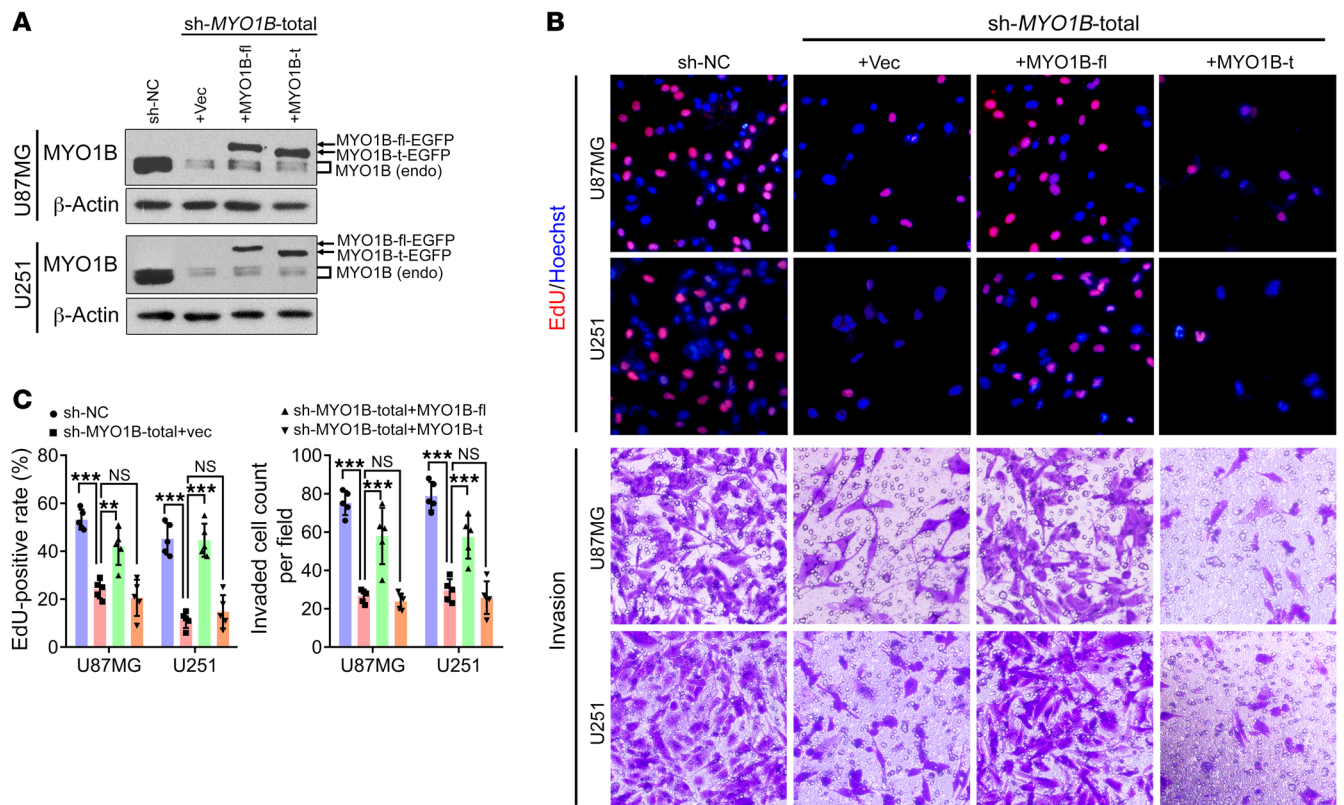 A
sh-MYO1B-total
sh-NC
+Vec
+MYO1B-fl
+MYO1B-t
U87MG
MYO1B
MYO1B-fl-EGFP
MYO1B-t-EGFP
MYO1B (endo)
β-Actin
U251
MYO1B
MYO1B-fl-EGFP
MYO1B-t-EGFP
MYO1B (endo)
β-Actin
B
sh-MYO1B-total
sh-NC
+Vec
+MYO1B-fl
+MYO1B-t
EdU/Hoechst
U87MG
U251
Invasion
U87MG
U251
C
sh-NC
sh-MYO1B-total+vec
sh-MYO1B-total+MYO1B-fl
sh-MYO1B-total+MYO1B-t
EdU-positive rate (%)
80
60
40
20
0
***
**
NS
***
***
NS
U87MG
U251
Invaded cell count
per field
100
80
60
40
20
0
***
***
NS
***
***
NS
U87MG
U251